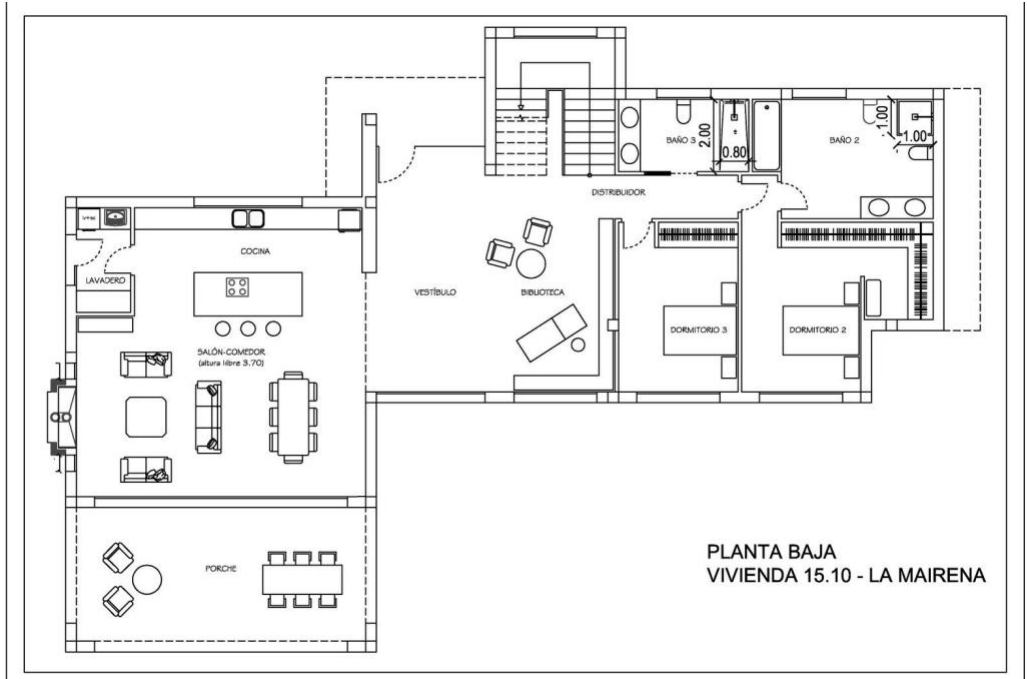 BAÑO 3
2.00
0.80
BAÑO 2
1.00
1.00
DISTRIBUIDOR
COCINA
LAVADERO
VESTÍBULO
BIBLIOTECA
DORMITORIO 3
DORMITORIO 2
SALÓN-COMEDOR
(altura libre 3.70)
PORCHE
PLANTA BAJA
VIVIENDA 15.10 - LA MAIRENA